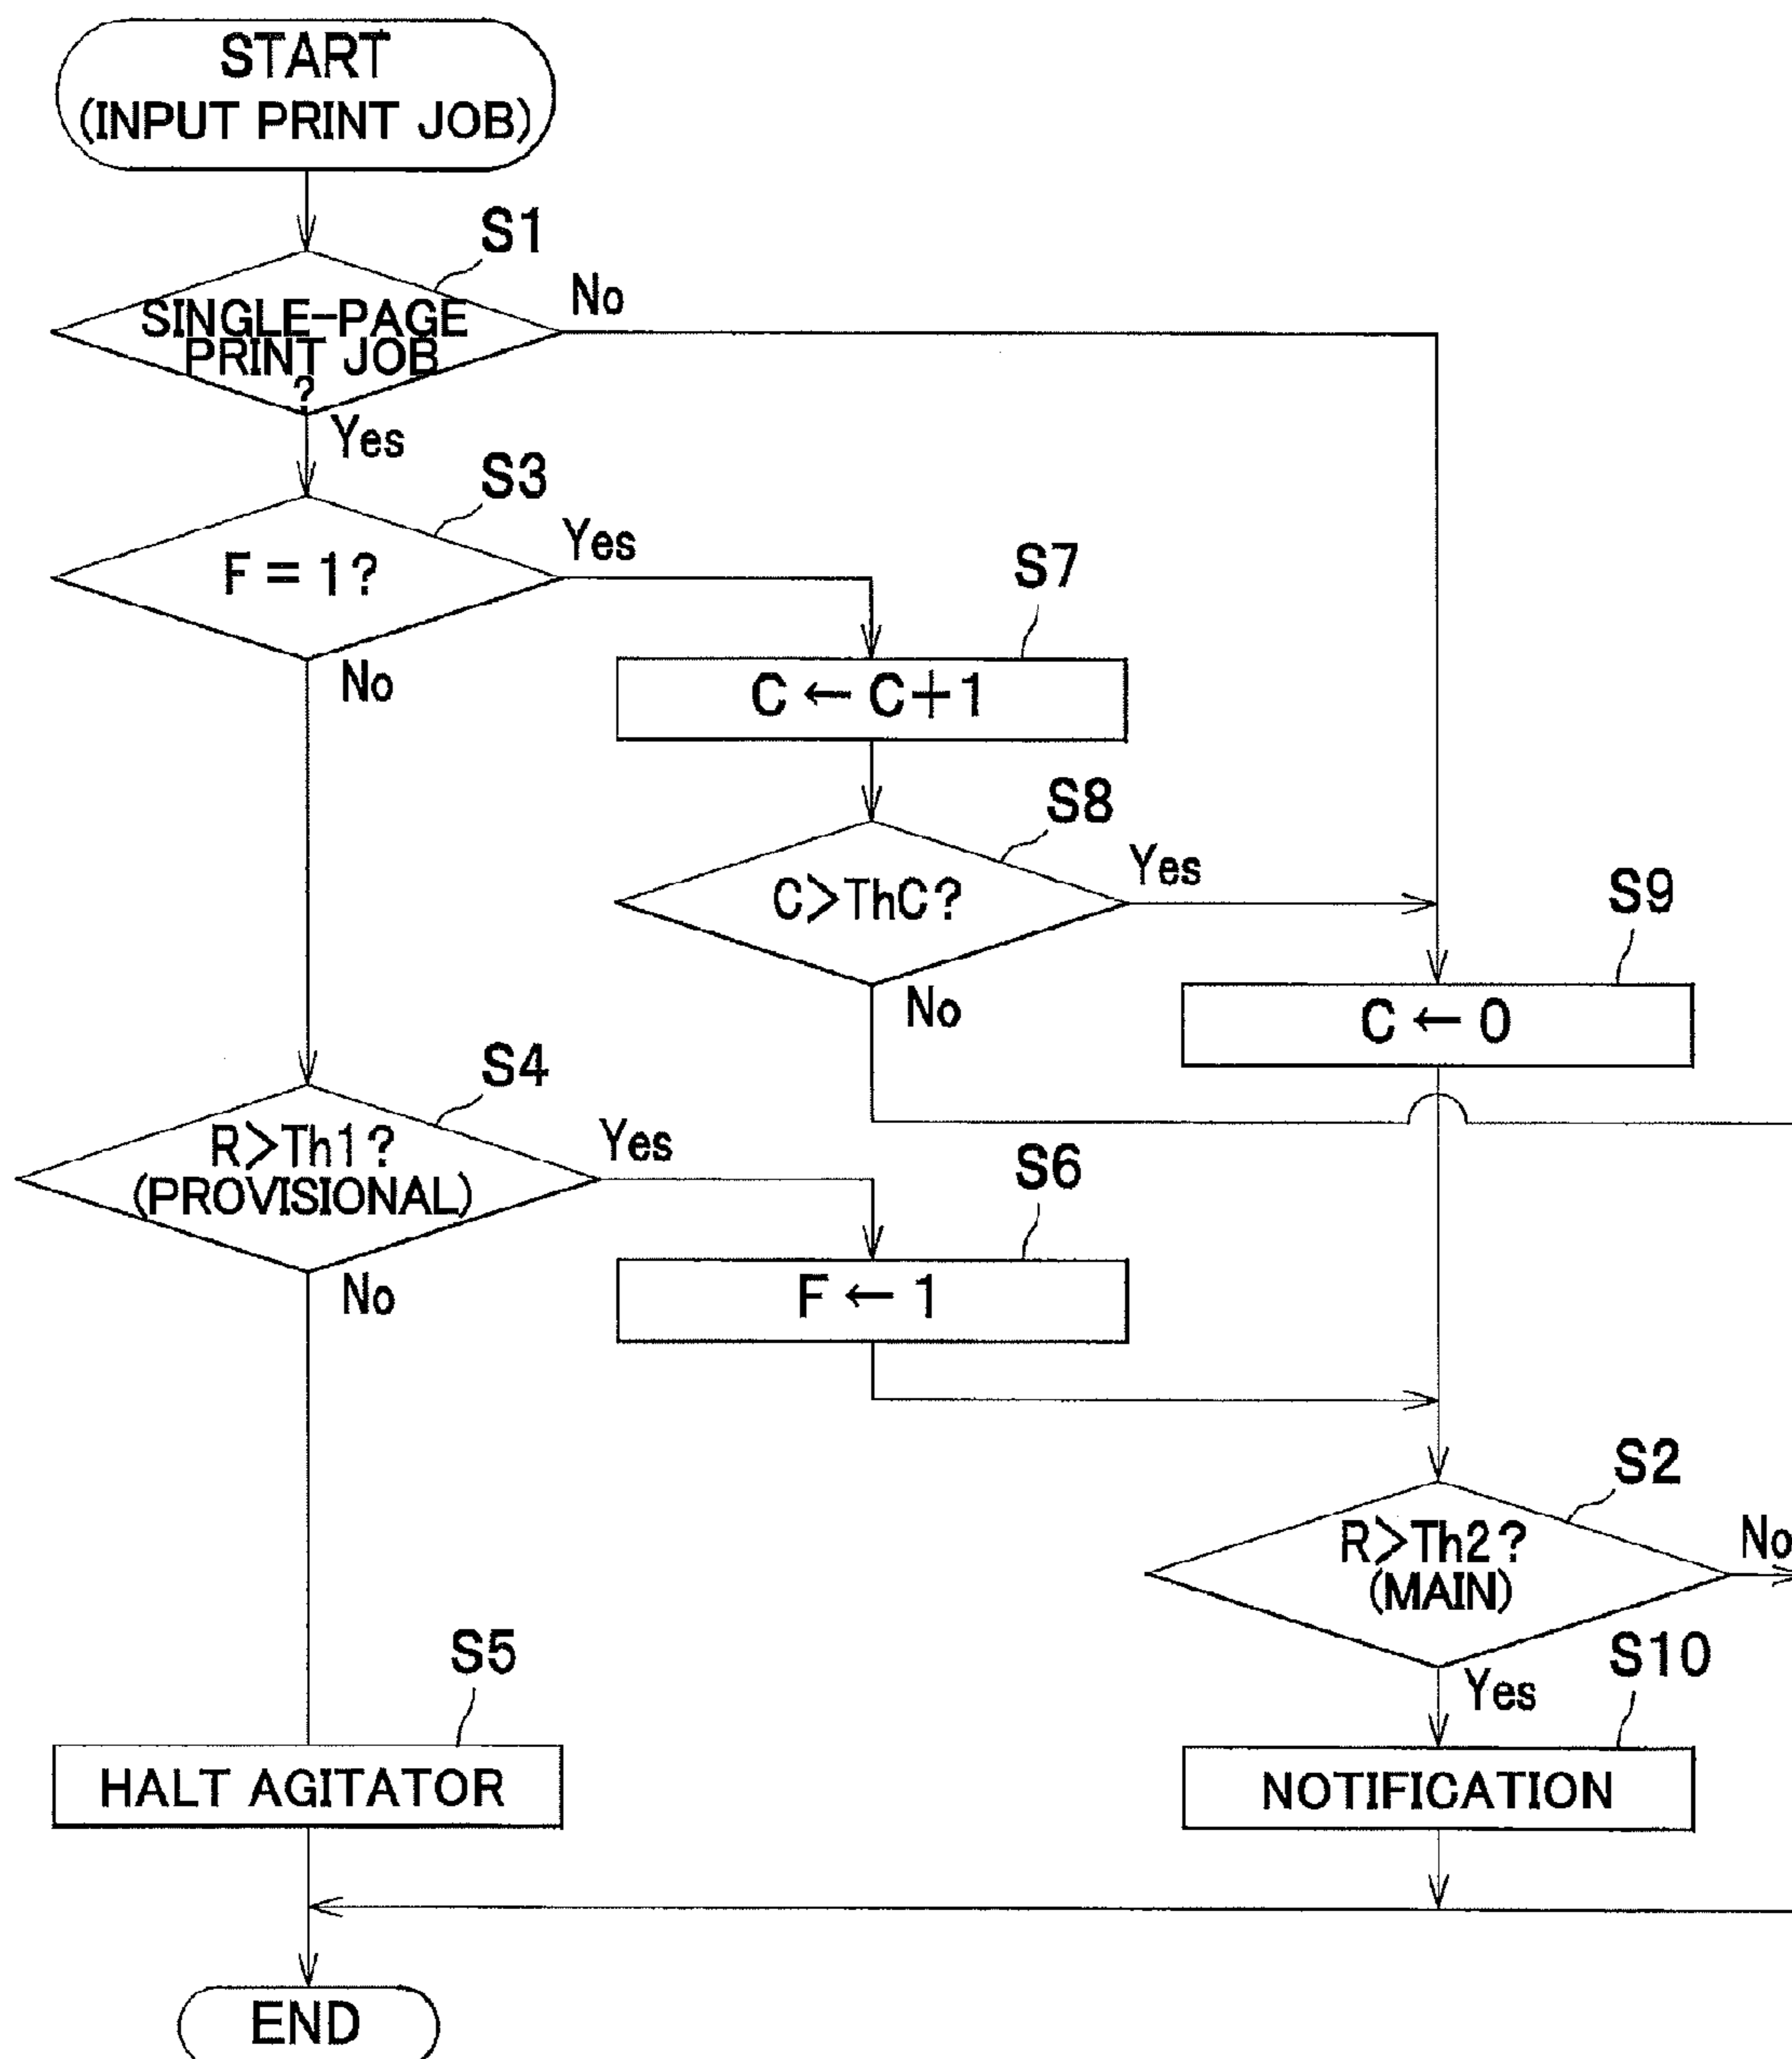 START
(INPUT PRINT JOB)
S1
No
SINGLE-PAGE
PRINT JOB
?
Yes
S3
Yes
F = 1?
S7
No
C ← C+1
S8
Yes
C>ThC?
S9
No
C ← 0
S4
R>Th1?
Yes
(PROVISIONAL)
S6
No
F ← 1
S2
No
R>Th2?
(MAIN)
S5
S10
Yes
HALT AGITATOR
NOTIFICATION
END